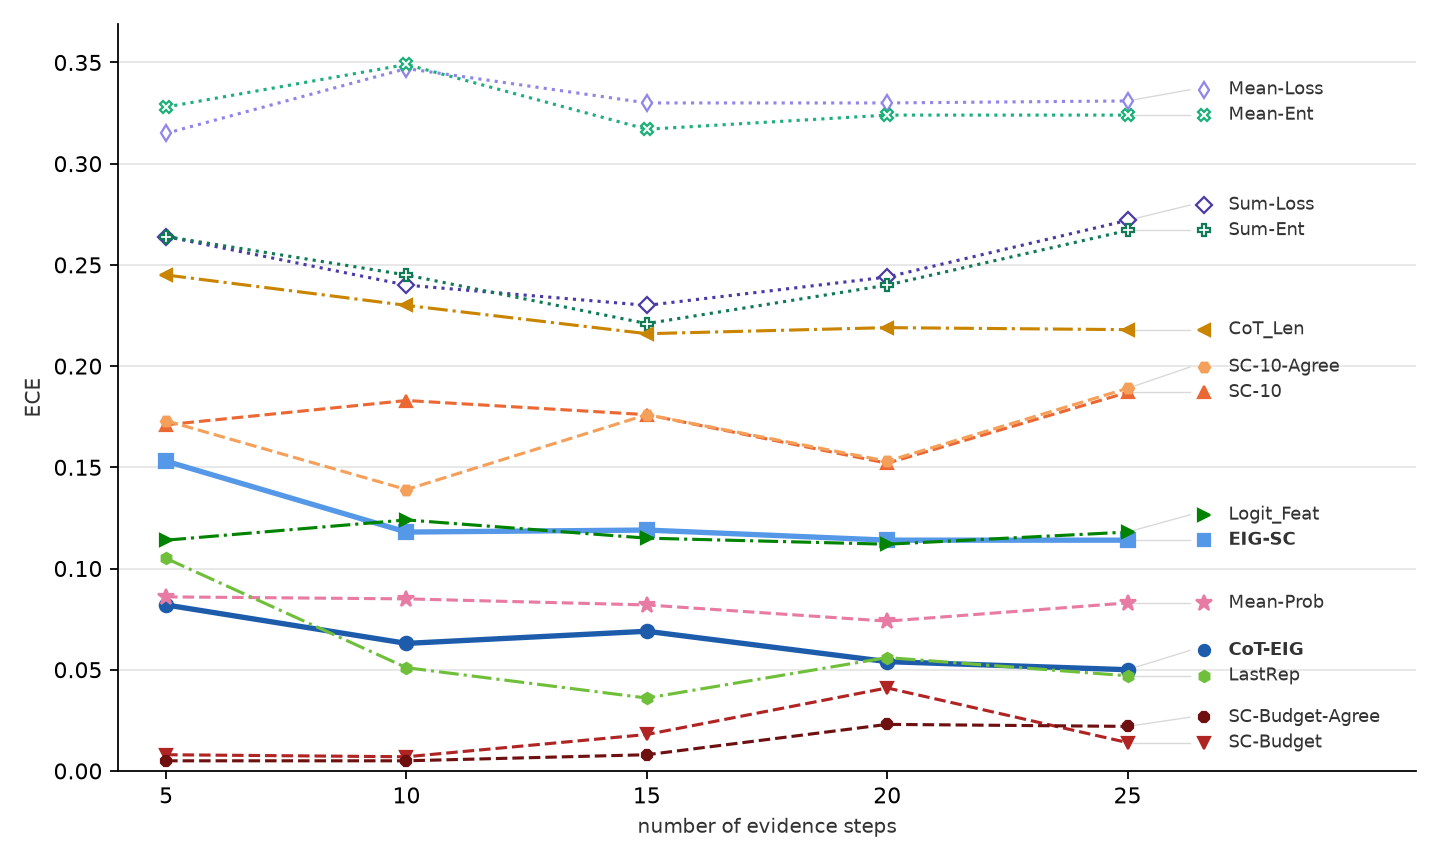 0.35
0.30
0.25
0.20
0.15
0.10
0.05
0.00
ECE
5
10
15
20
25
number of evidence steps
Mean-Loss
Mean-Ent
Sum-Loss
Sum-Ent
CoT_Len
SC-10-Agree
SC-10
Logit_Feat
EIG-SC
Mean-Prob
CoT-EIG
LastRep
SC-Budget-Agree
SC-Budget